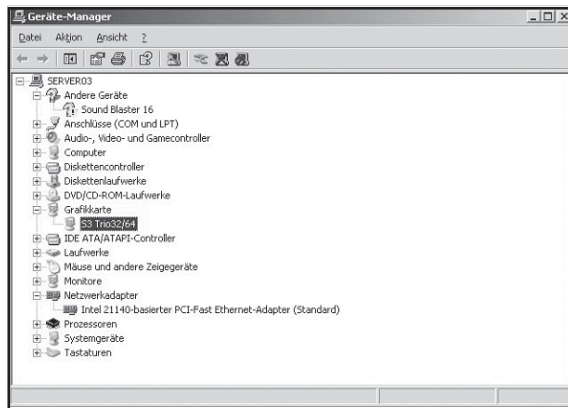 Geräte-Manager
Datei Aktion Ansicht ?
SERVER03
Andere Geräte
Sound Blaster 16
Anschlüsse (COM und LPT)
Audio-, Video- und Gamecontroller
Computer
Diskettencontroller
Diskettenlaufwerke
DVD/CD-ROM-Laufwerke
Grafikkarte
S3 Trio32/64
IDE ATA/ATAPI-Controller
Laufwerke
Mäuse und andere Zeigegeräte
Monitore
Netzwerkadapter
Intel 21140-basierter PCI-Fast Ethernet-Adapter (Standard)
Prozessoren
Systemgeräte
Tastaturen